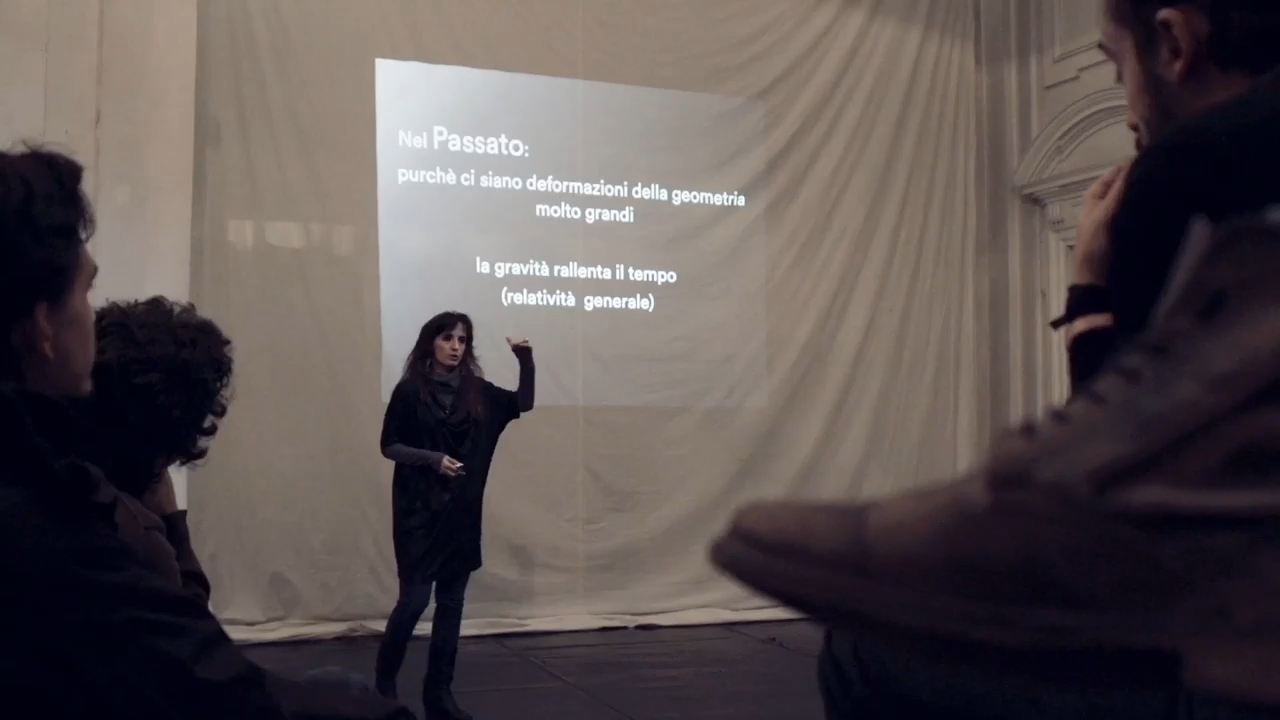 Nel Passato:
purchè ci siano deformazioni della geometria
molto grandi
la gravità rallenta il tempo
(relatività generale)